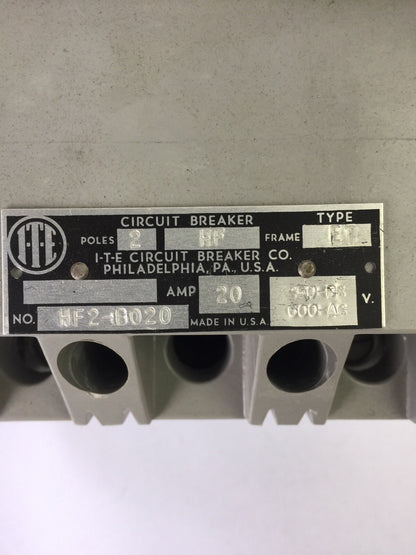 I-T-E
CIRCUIT BREAKER TYPE
POLES 2 HF FRAME ET
I-T-E CIRCUIT BREAKER CO.
PHILADELPHIA, PA., U.S.A.
AMP 20 V.
600-AC
NO. HF2-B020 MADE IN U.S.A.